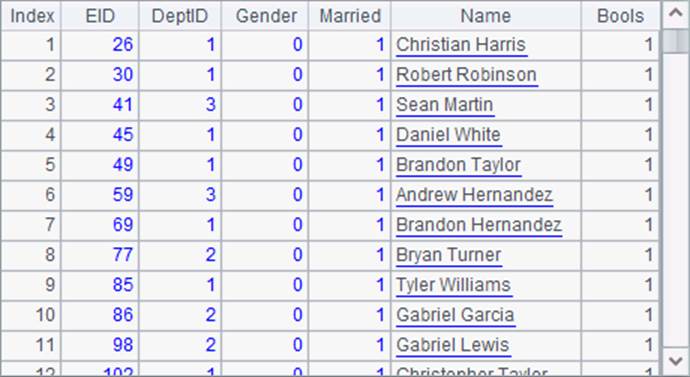 Index EID DeptID Gender Married Name Bools
1 26 1 0 1 Christian Harris 1
2 30 1 0 1 Robert Robinson 1
3 41 3 0 1 Sean Martin 1
4 45 1 0 1 Daniel White 1
5 49 1 0 1 Brandon Taylor 1
6 59 3 0 1 Andrew Hernandez 1
7 69 1 0 1 Brandon Hernandez 1
8 77 2 0 1 Bryan Turner 1
9 85 1 0 1 Tyler Williams 1
10 86 2 0 1 Gabriel Garcia 1
11 98 2 0 1 Gabriel Lewis 1
12 102 1 0 1 Christopher Taylor 1